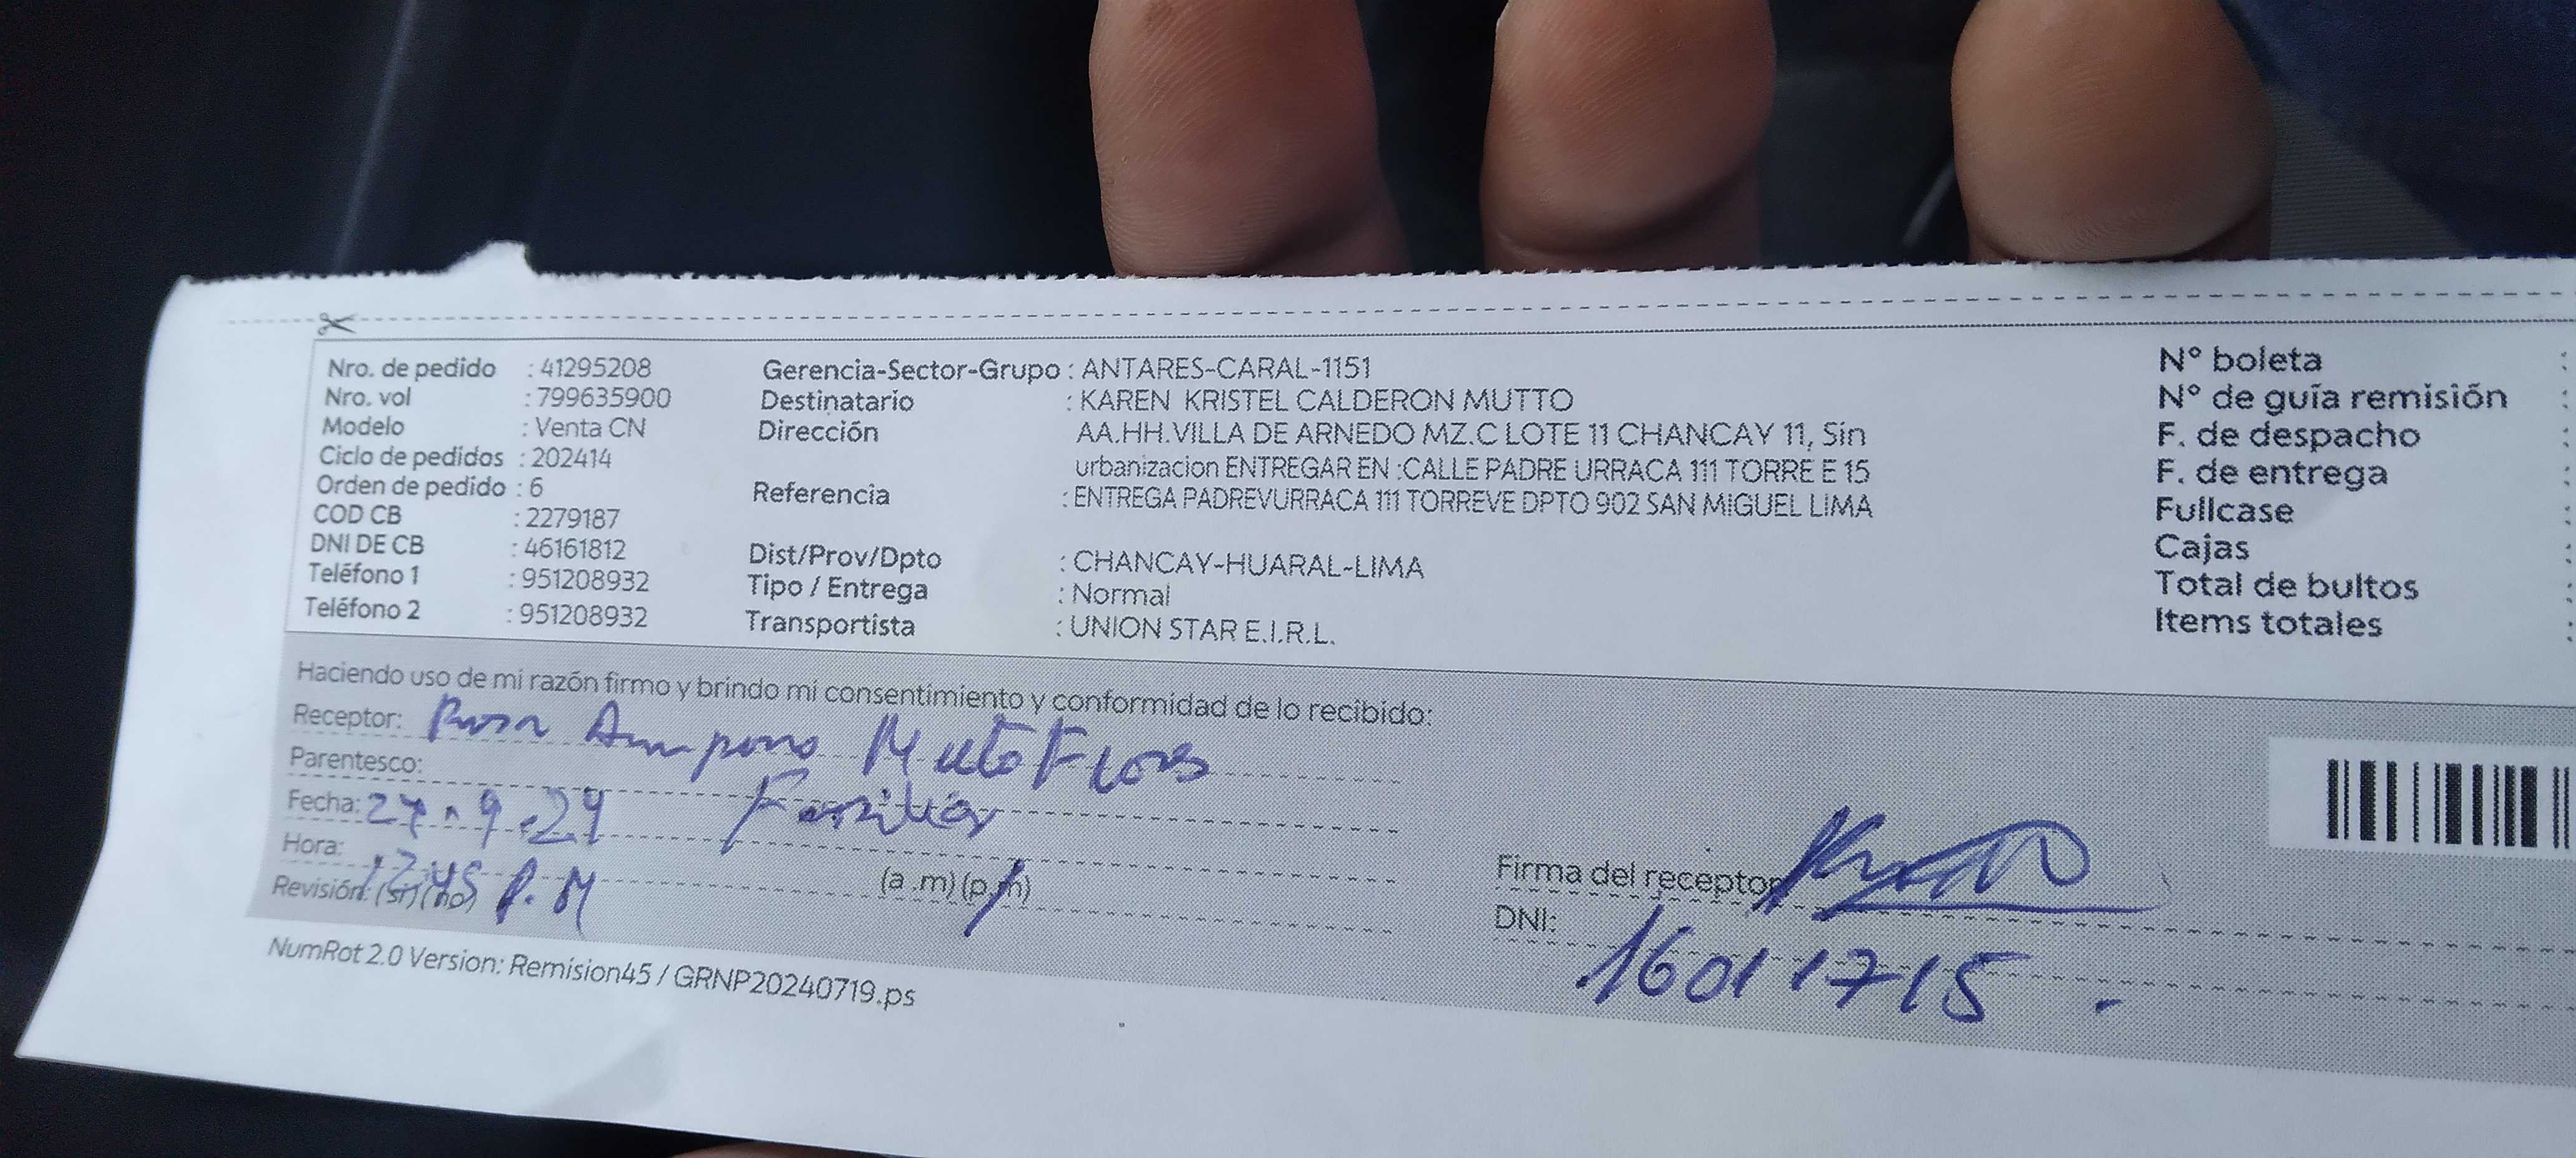 Nro. de pedido : 41295208
Nro. vol : 799635900
Modelo : Venta CN
Ciclo de pedidos : 202414
Orden de pedido : 6
COD CB : 2279187
DNI DE CB : 46161812
Teléfono 1 : 951208932
Teléfono 2 : 951208932
Gerencia-Sector-Grupo : ANTARES-CARAL-1151
Destinatario : KAREN KRISTEL CALDERON MUTTO
Dirección AA.HH.VILLA DE ARNEDO MZ.C LOTE 11 CHANCAY 11, Sin
urbanizacion ENTREGAR EN :CALLE PADRE URRACA 111 TORRE E 15
Referencia : ENTREGA PADREVURRACA 111 TORREVE DPTO 902 SAN MIGUEL LIMA
Dist/Prov/Dpto : CHANCAY-HUARAL-LIMA
Tipo / Entrega : Normal
Transportista : UNION STAR E.I.R.L.
N° boleta :
N° de guía remisión :
F. de despacho :
F. de entrega :
Fullcase :
Cajas :
Total de bultos :
Items totales :
Haciendo uso de mi razón firmo y brindo mi consentimiento y conformidad de lo recibido:
Receptor: Rosa Amparo Muto Flores
Parentesco: Familiar
Fecha: 27.9.24
Hora: 12:45 P.M (a .m) (p.m)
Revisión: (si) (no)
Firma del receptor
DNI: 16011715.
NumRot 2.0 Version: Remision45 / GRNP20240719.ps